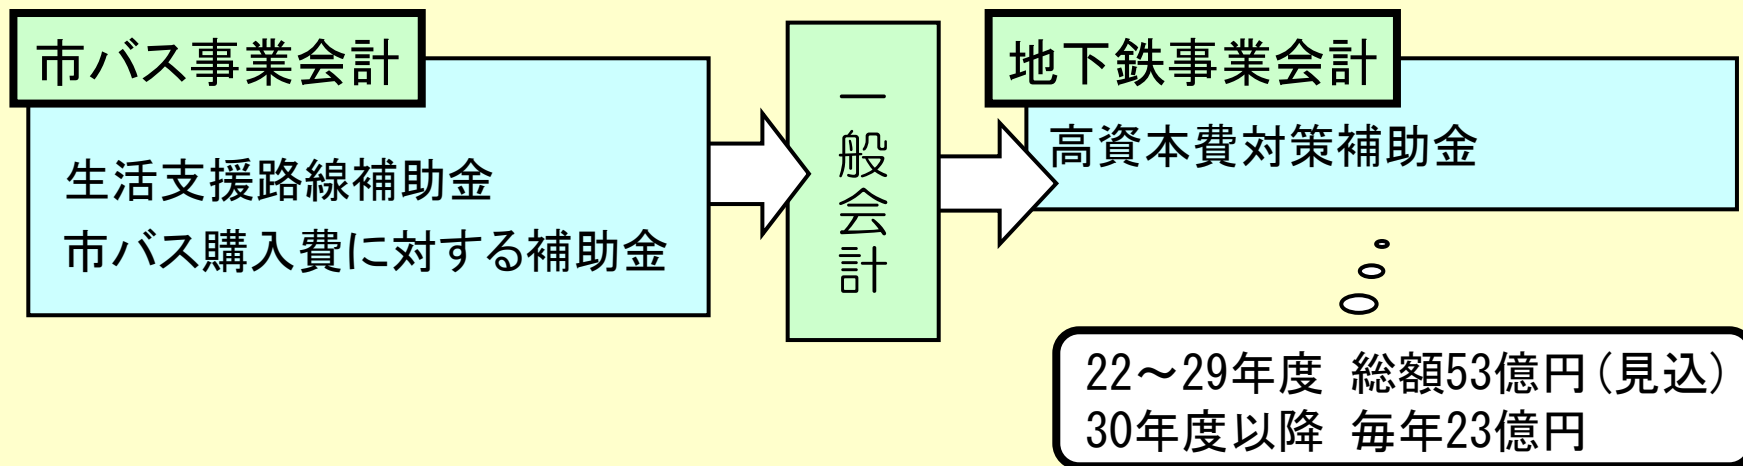 市バス事業会計
生活支援路線補助金
市バス購入費に対する補助金
一般会計
地下鉄事業会計
高資本費対策補助金
22～29年度 総額53億円(見込)
30年度以降 毎年23億円